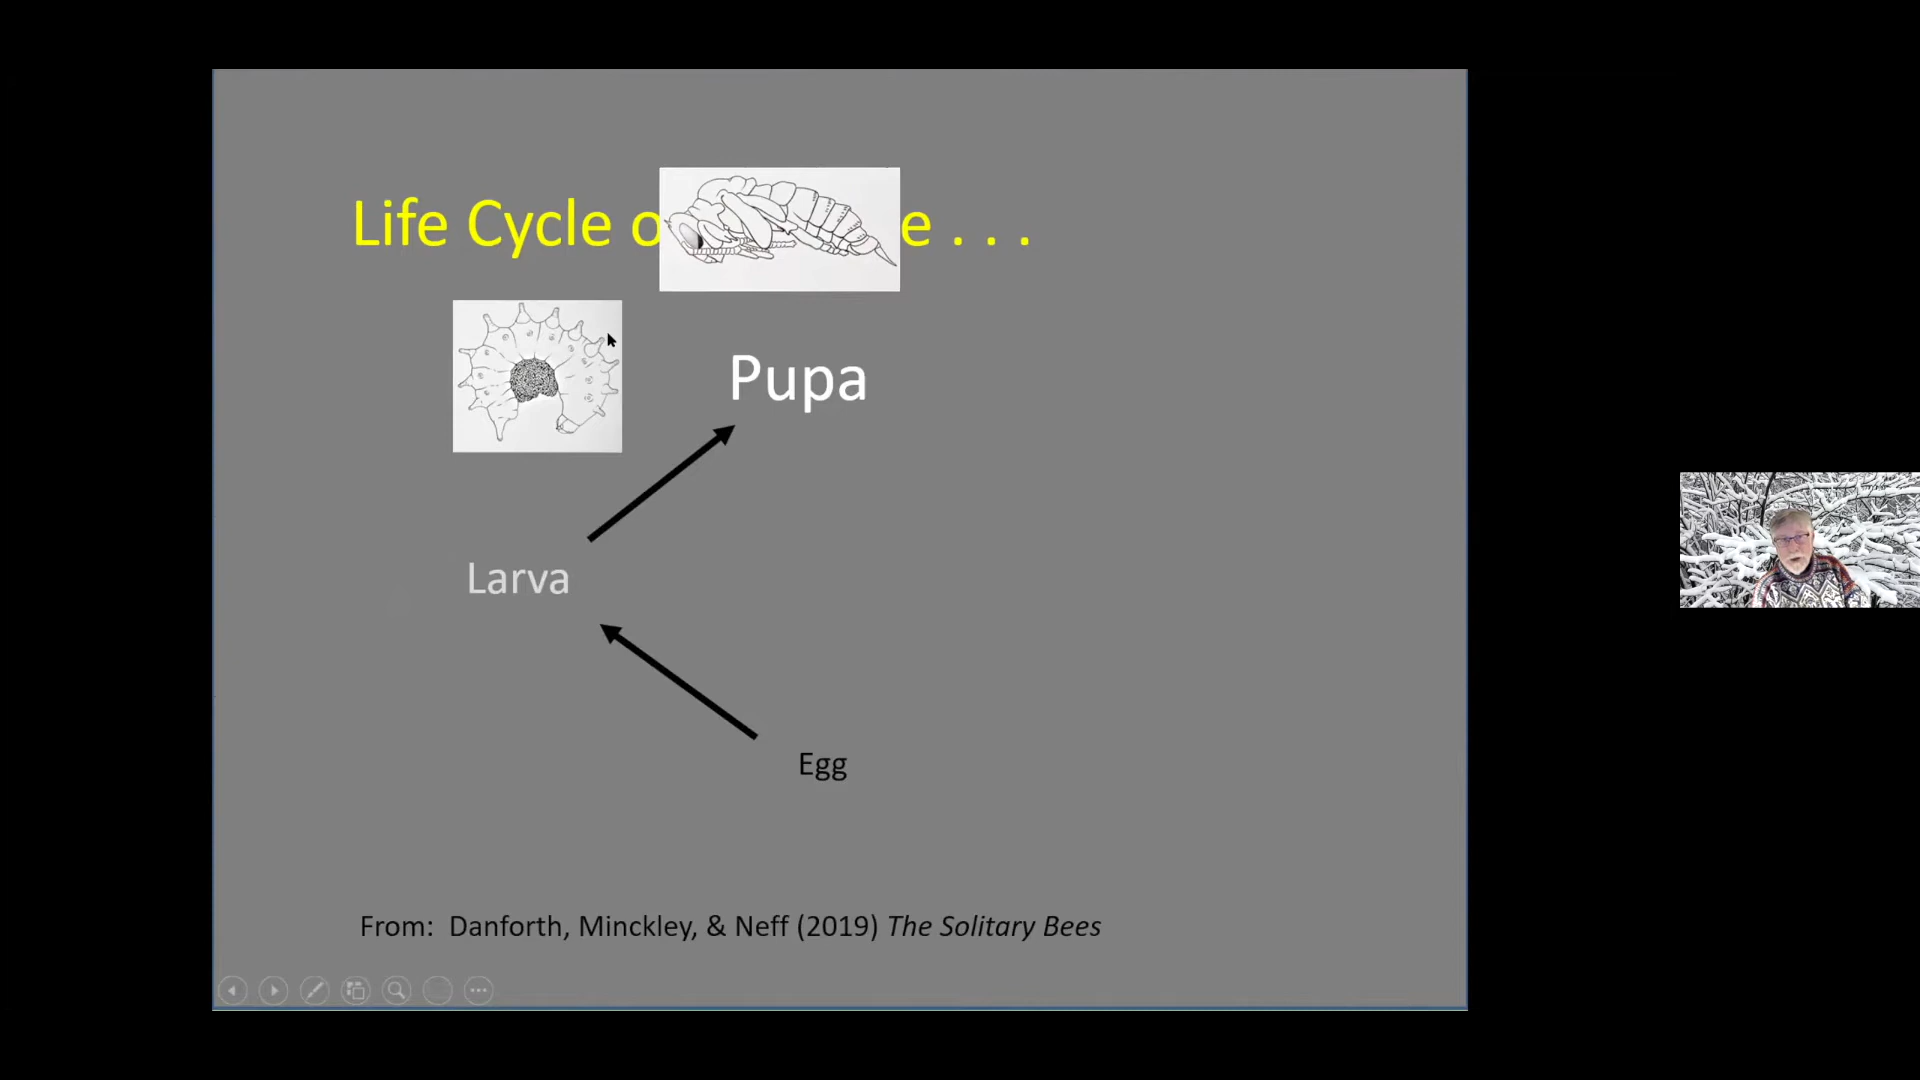 Life Cycle o e . . .
Pupa
Larva
Egg
From: Danforth, Minckley, & Neff (2019) The Solitary Bees